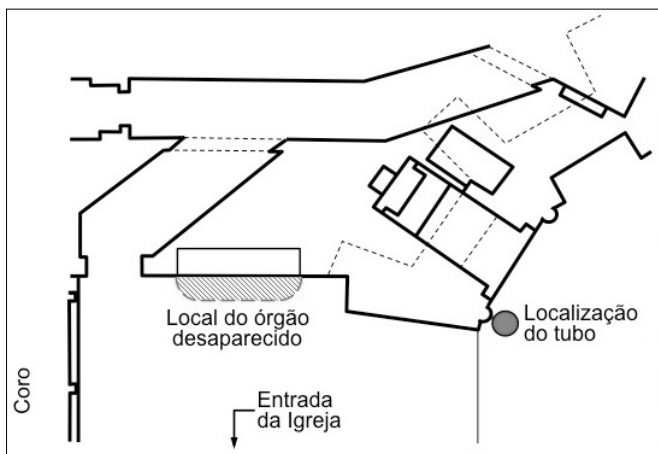 Local do órgão
desaparecido
Localização
do tubo
Coro
Entrada
da Igreja